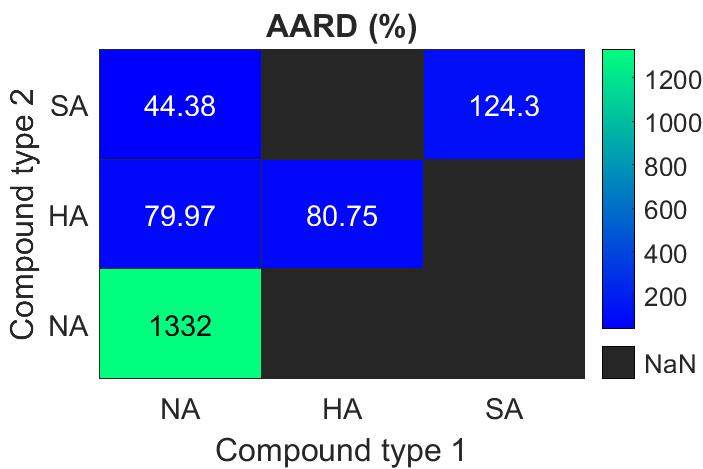 AARD (%)
Compound type 2
SA
44.38
124.3
HA
79.97
80.75
NA
1332
NA
HA
SA
Compound type 1
1200
1000
800
600
400
200
NaN